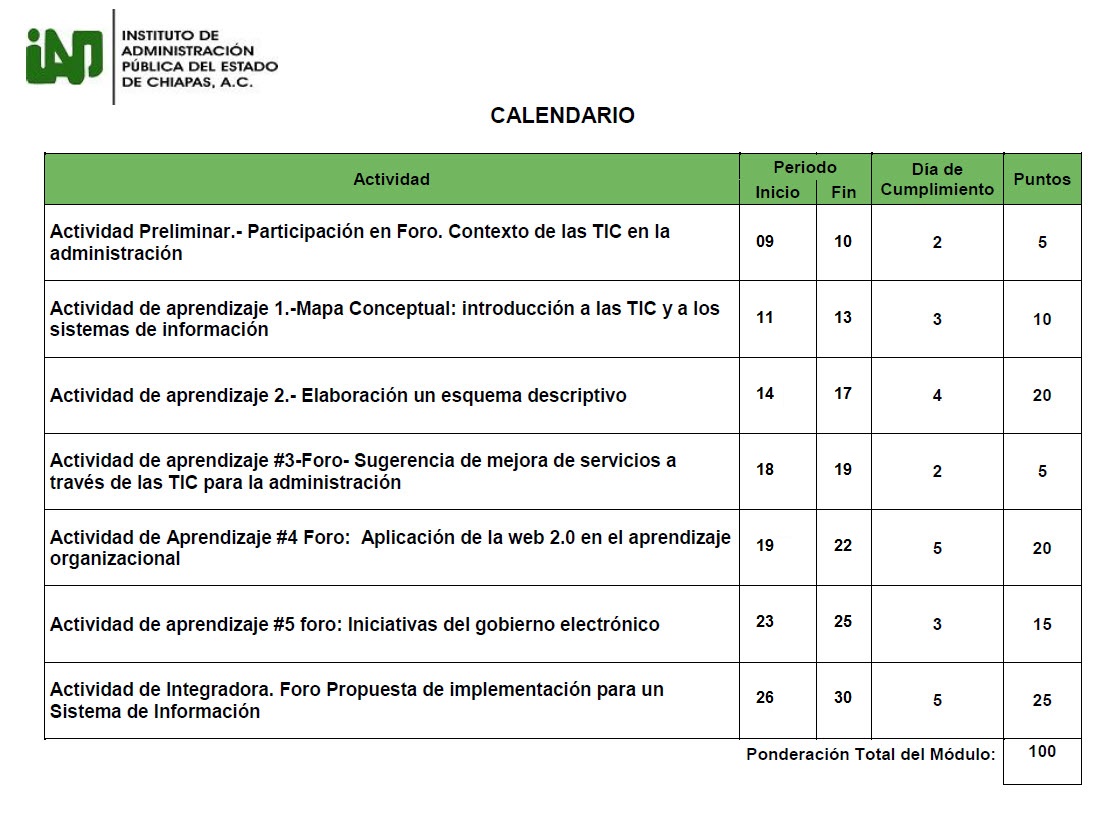 iAP
INSTITUTO DE
ADMINISTRACIÓN
PÚBLICA DEL ESTADO
DE CHIAPAS, A.C.
CALENDARIO
Actividad
Periodo
Inicio Fin
Día de
Cumplimiento
Puntos
Actividad Preliminar.- Participación en Foro. Contexto de las TIC en la
administración
09 10 2 5
Actividad de aprendizaje 1.-Mapa Conceptual: introducción a las TIC y a los
sistemas de información
11 13 3 10
Actividad de aprendizaje 2.- Elaboración un esquema descriptivo
14 17 4 20
Actividad de aprendizaje #3-Foro- Sugerencia de mejora de servicios a
través de las TIC para la administración
18 19 2 5
Actividad de Aprendizaje #4 Foro:  Aplicación de la web 2.0 en el aprendizaje
organizacional
19 22 5 20
Actividad de aprendizaje #5 foro: Iniciativas del gobierno electrónico
23 25 3 15
Actividad de Integradora. Foro Propuesta de implementación para un
Sistema de Información
26 30 5 25
Ponderación Total del Módulo: 100